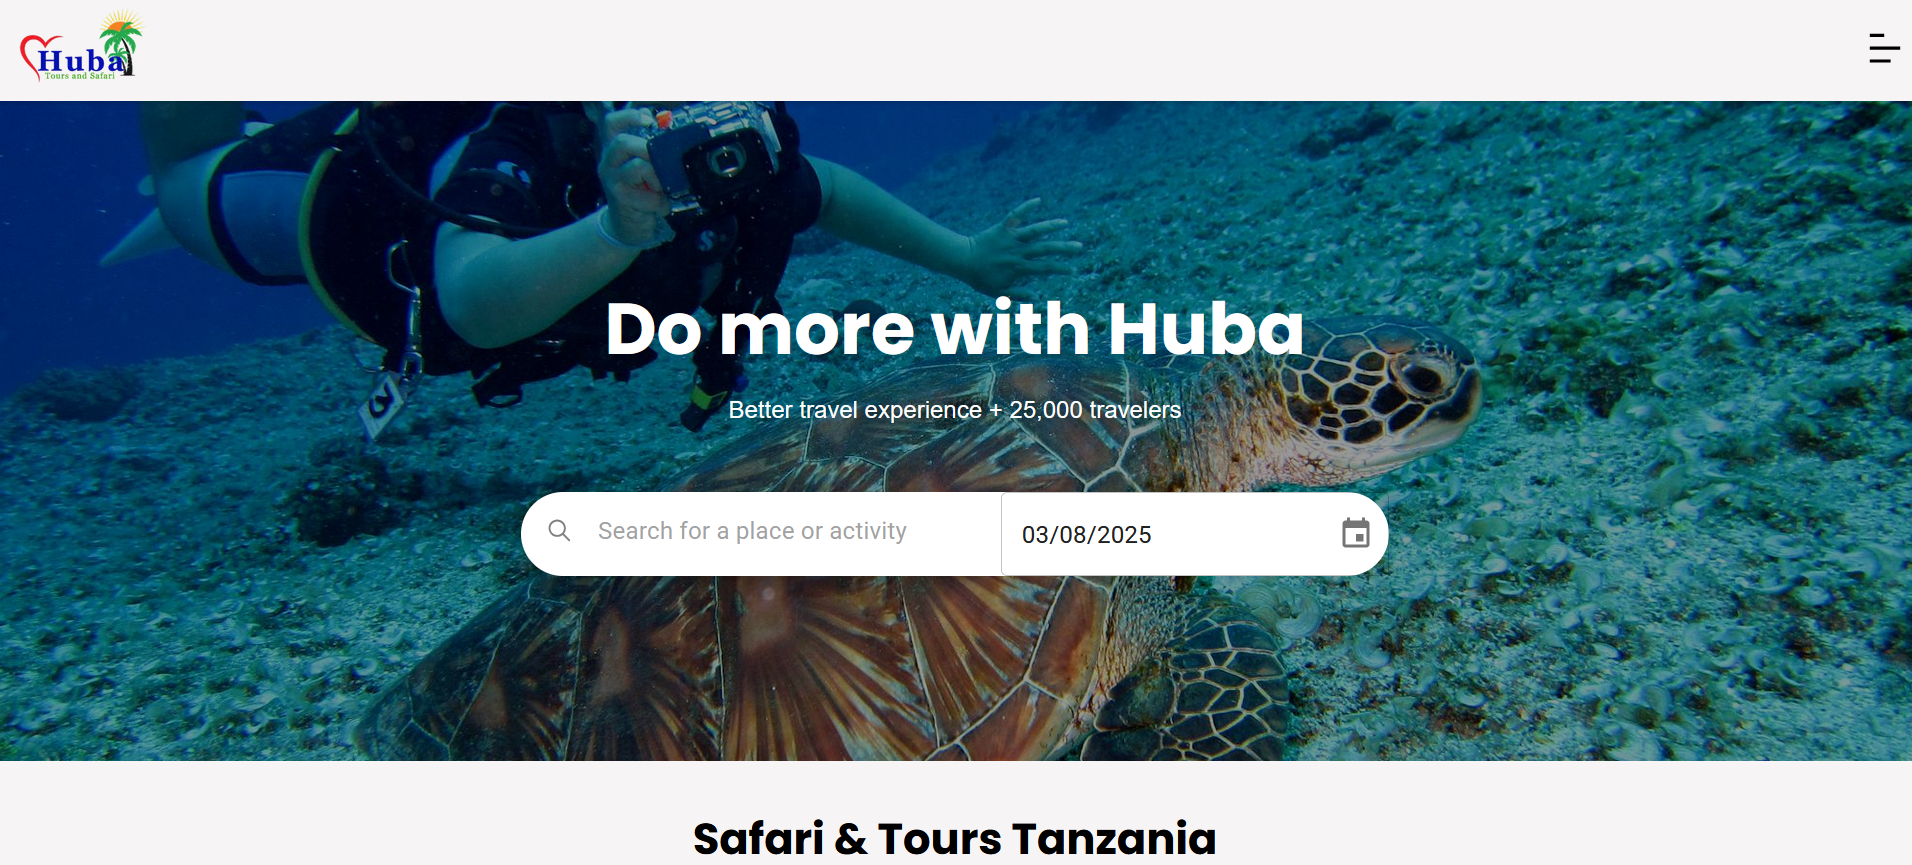 Huba
Tours and Safari
Do more with Huba
Better travel experience + 25,000 travelers
Search for a place or activity
03/08/2025
Safari & Tours Tanzania